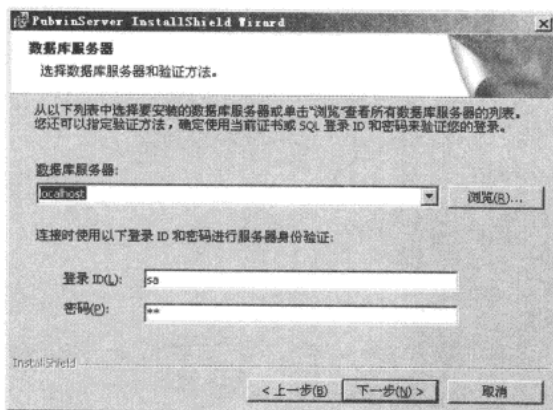 PubwinServer InstallShield Wizard
数据库服务器
选择数据库服务器和验证方法。
从以下列表中选择要安装的数据库服务器或单击“浏览”查看所有数据库服务器的列表。
您还可以指定验证方法，确定使用当前证书或 SQL 登录 ID 和密码来验证您的登录。
数据库服务器:
localhost
浏览(R)...
连接时使用以下登录 ID 和密码进行服务器身份验证:
登录 ID(L):
sa
密码(P):
**
InstallShield
< 上一步(B)
下一步(N) >
取消